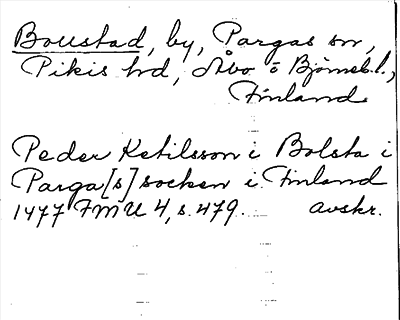 Boustad, by, Pargas sn,
Pikis hd, Åbo o Björneb. l.,
Finland
Peder Ketilsson i Bolsta i
Parga[s] socken i Finland
1477 FMU 4, s. 479. avskr.